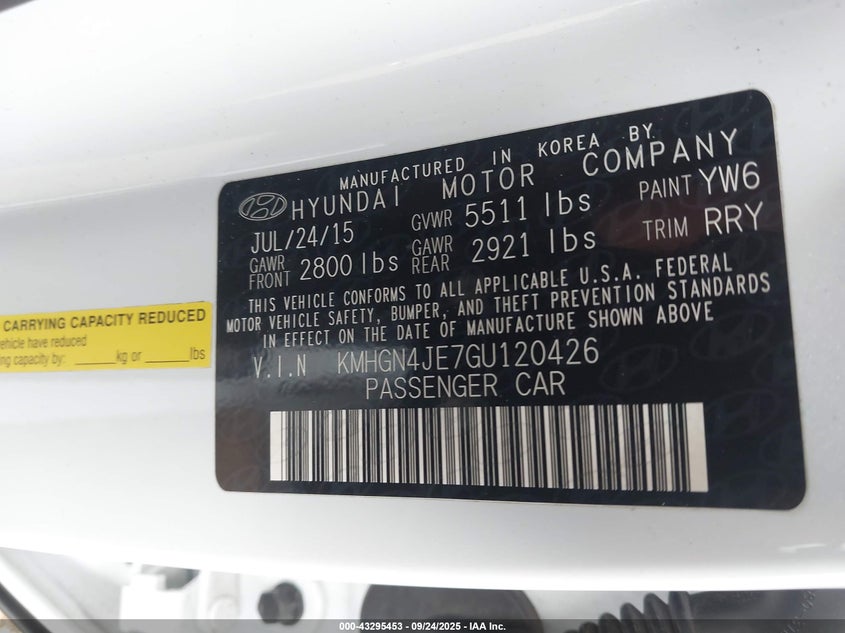 MANUFACTURED IN KOREA BY
HYUNDAI MOTOR COMPANY
JUL/24/15 GVWR 5511 lbs PAINT YW6
GAWR FRONT 2800 lbs GAWR REAR 2921 lbs TRIM RRY
THIS VEHICLE CONFORMS TO ALL APPLICABLE U.S.A. FEDERAL
MOTOR VEHICLE SAFETY, BUMPER, AND THEFT PREVENTION STANDARDS
IN EFFECT ON THE DATE OF MANUFACTURE SHOWN ABOVE
V.I.N KMHGN4JE7GU120426
PASSENGER CAR
CARRYING CAPACITY REDUCED
have reduced
capacity by: kg or lbs
000-43295453 - 09/24/2025 - IAA Inc.